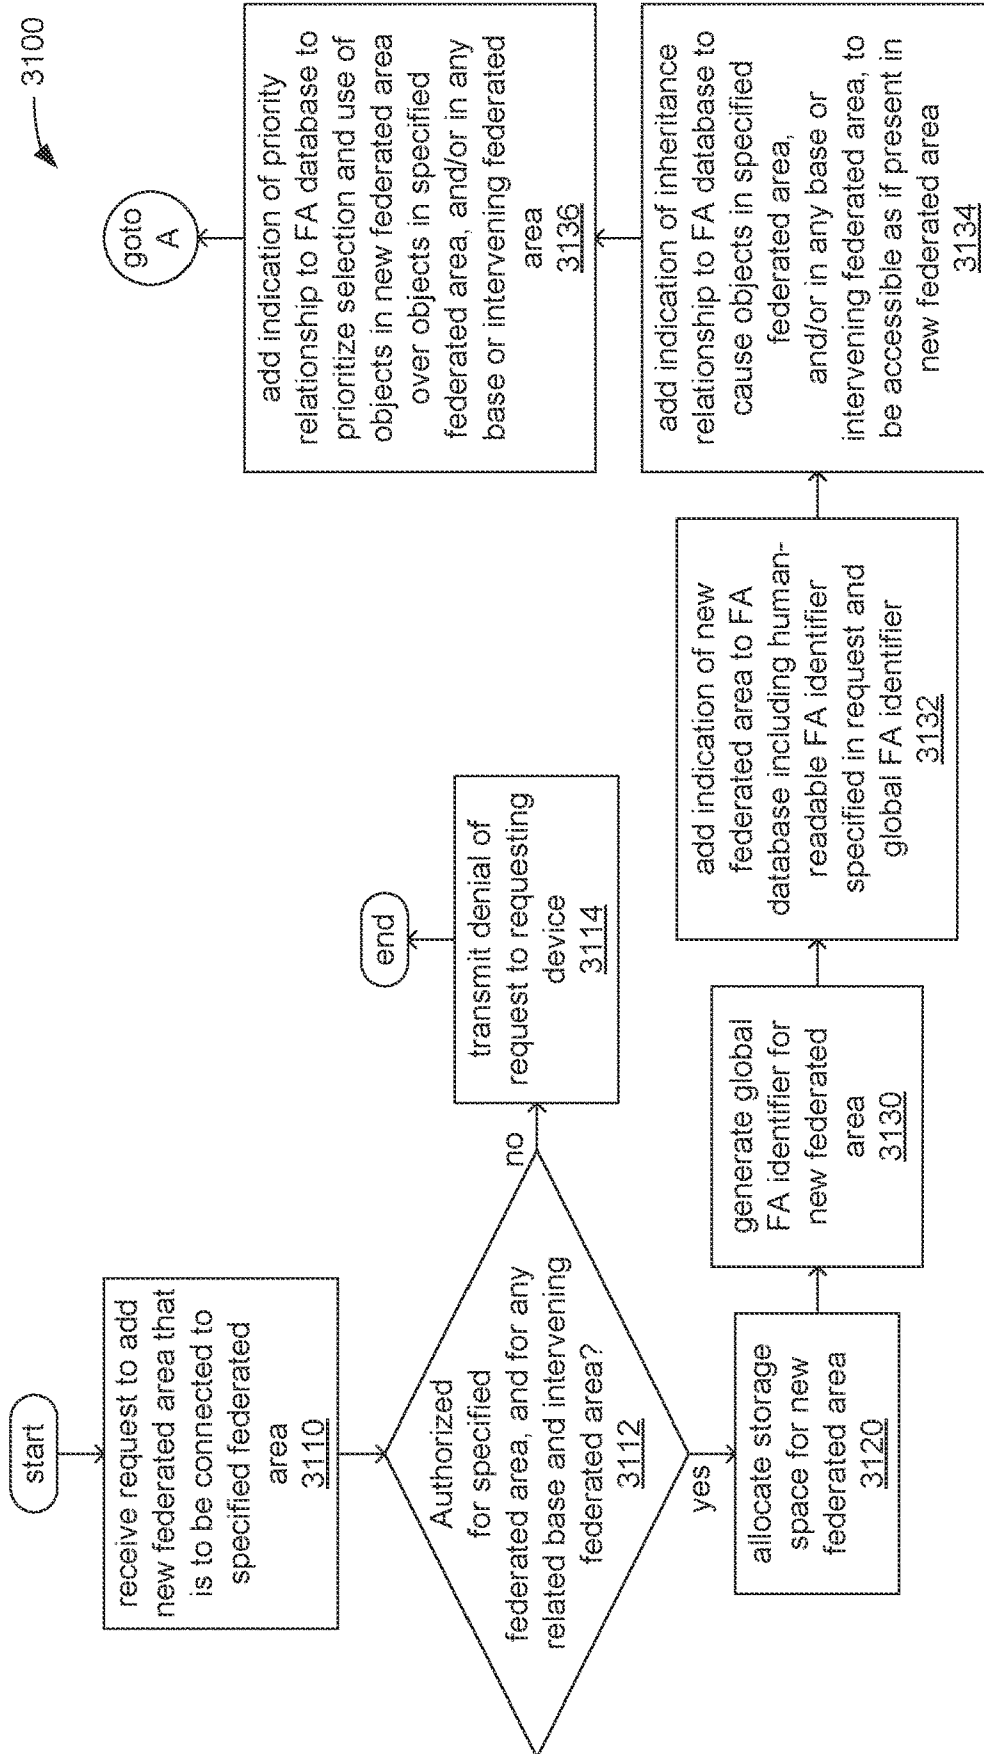 3100
start
receive request to add
new federated area that
is to be connected to
specified federated
area
3110
Authorized
for specified
federated area, and for any
related base and intervening
federated area?
3112
no
transmit denial of
request to requesting
device
3114
end
yes
allocate storage
space for new
federated area
3120
generate global
FA identifier for
new federated
area
3130
add indication of new
federated area to FA
database including human-
readable FA identifier
specified in request and
global FA identifier
3132
add indication of inheritance
relationship to FA database to
cause objects in specified
federated area,
and/or in any base or
intervening federated area, to
be accessible as if present in
new federated area
3134
add indication of priority
relationship to FA database to
prioritize selection and use of
objects in new federated area
over objects in specified
federated area, and/or in any
base or intervening federated
area
3136
goto
A